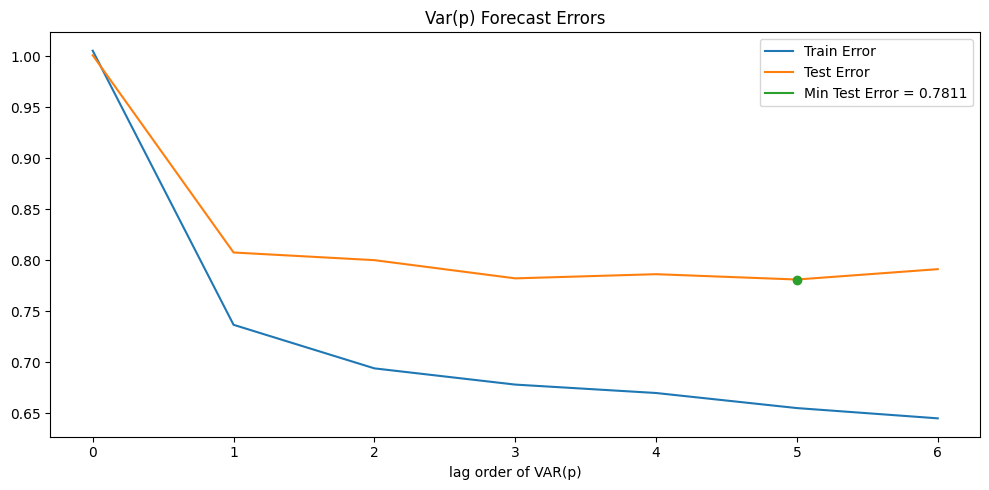 Var(p) Forecast Errors
Train Error
Test Error
Min Test Error = 0.7811
1.00
0.95
0.90
0.85
0.80
0.75
0.70
0.65
0 1 2 3 4 5 6
lag order of VAR(p)